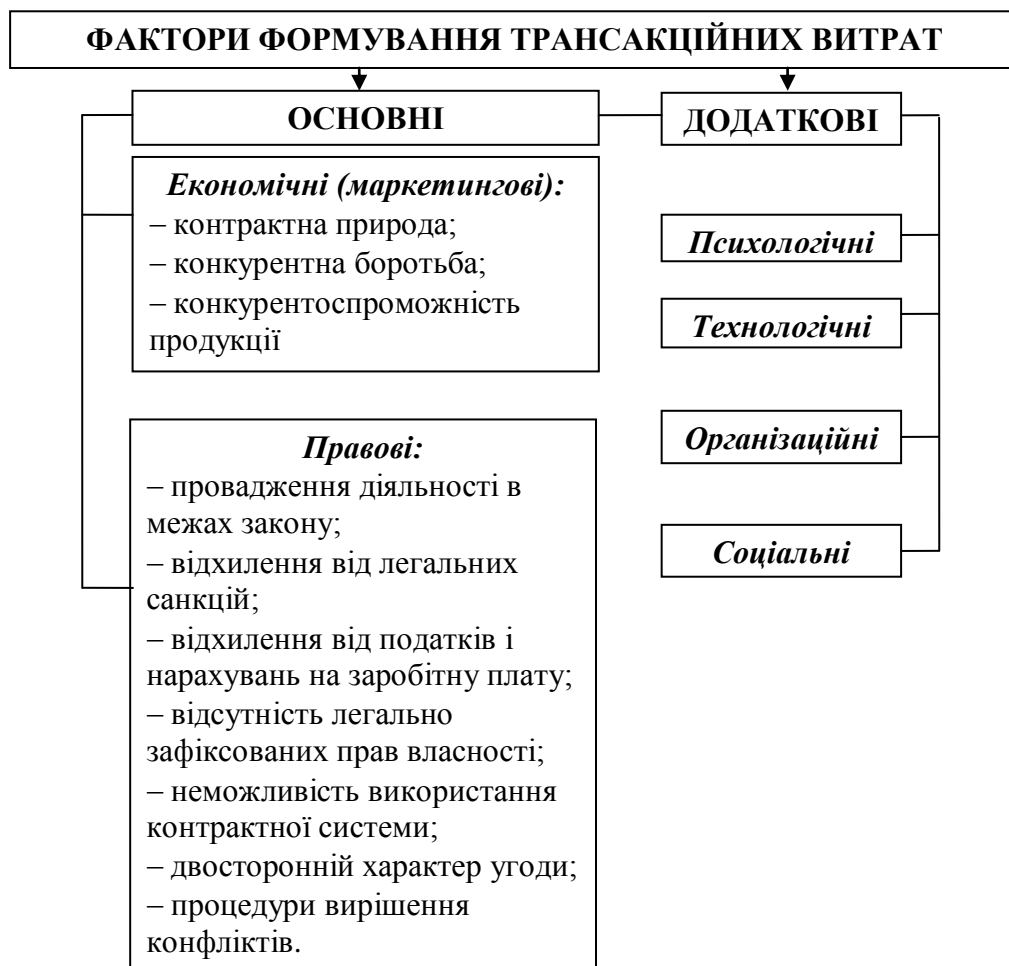 ФАКТОРИ ФОРМУВАННЯ ТРАНСАКЦІЙНИХ ВИТРАТ
ОСНОВНІ
Економічні (маркетингові):
– контрактна природа;
– конкурентна боротьба;
– конкурентоспроможність
продукції
Правові:
– провадження діяльності в
межах закону;
– відхилення від легальних
санкцій;
– відхилення від податків і
нарахувань на заробітну плату;
– відсутність легально
зафіксованих прав власності;
– неможливість використання
контрактної системи;
– двосторонній характер угоди;
– процедури вирішення
конфліктів.
ДОДАТКОВІ
Психологічні
Технологічні
Організаційні
Соціальні